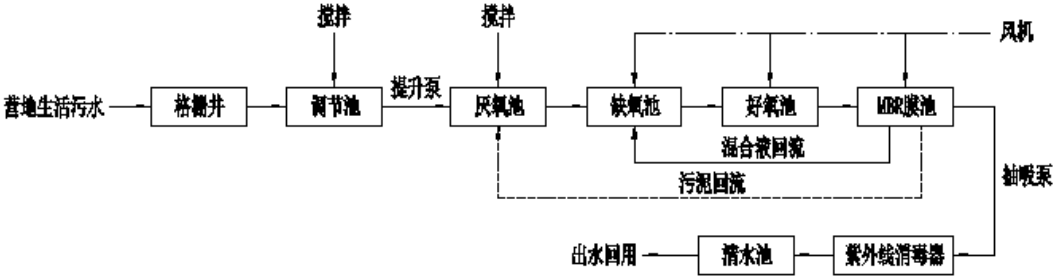 搅拌
搅拌
风机
营地生活污水
格栅井
调节池
提升泵
厌氧池
缺氧池
好氧池
MBR膜池
混合液回流
污泥回流
抽吸泵
出水回用
清水池
紫外线消毒器